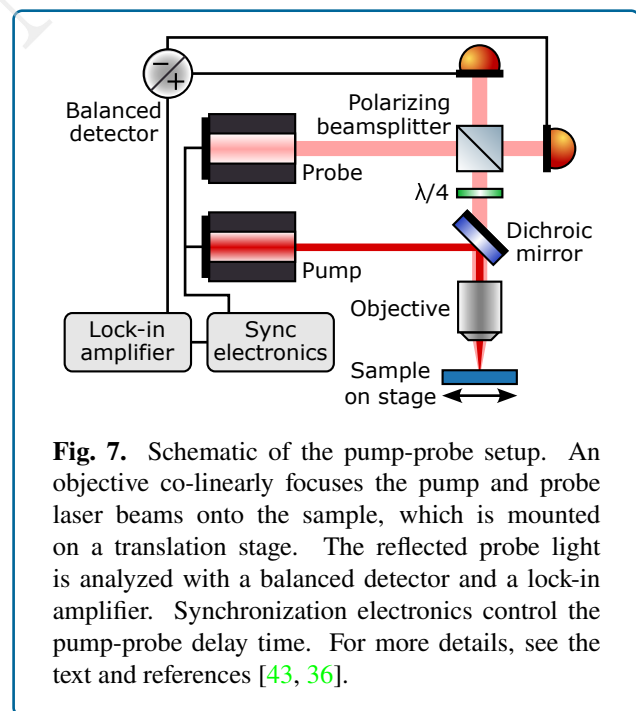 Balanced
detector
−
+
Polarizing
beamsplitter
Probe
λ/4
Dichroic
mirror
Pump
Objective
Lock-in
amplifier
Sync
electronics
Sample
on stage
Fig. 7. Schematic of the pump-probe setup. An
objective co-linearly focuses the pump and probe
laser beams onto the sample, which is mounted
on a translation stage. The reflected probe light
is analyzed with a balanced detector and a lock-in
amplifier. Synchronization electronics control the
pump-probe delay time. For more details, see the
text and references [43, 36].